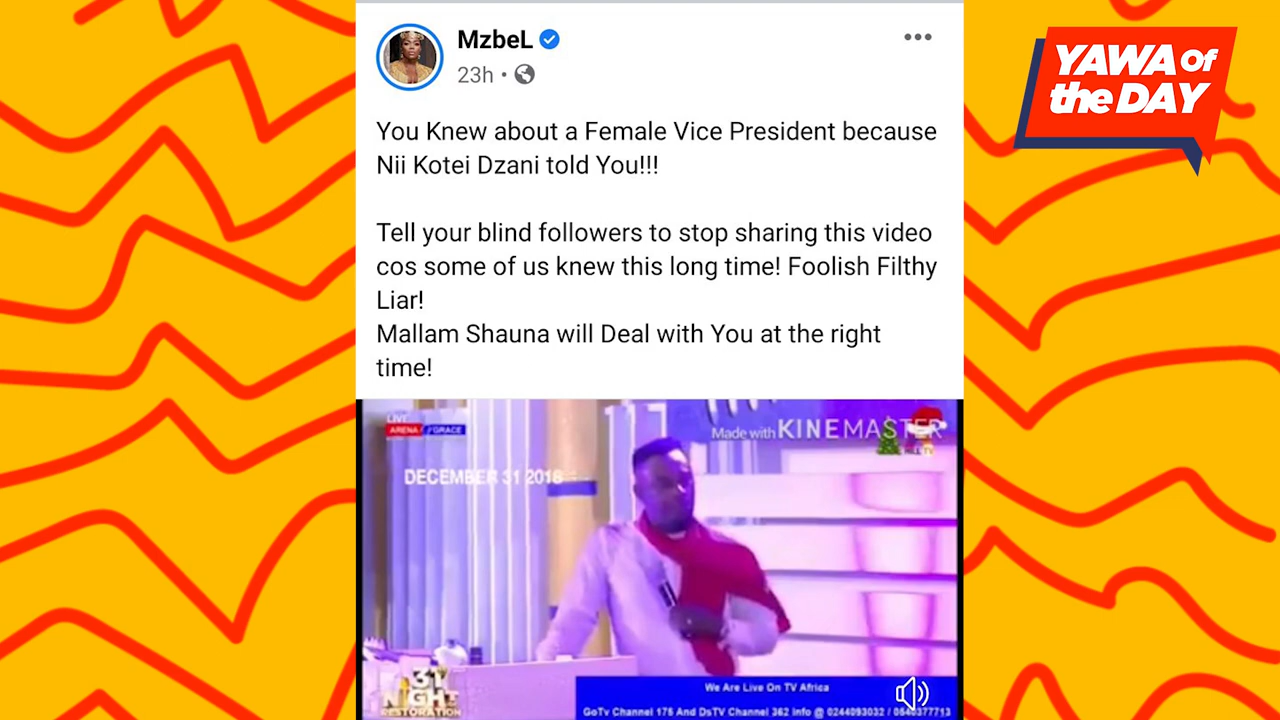 YAWA of
the DAY
MzbeL
23h
You Knew about a Female Vice President because
Nii Kotei Dzani told You!!!
Tell your blind followers to stop sharing this video
cos some of us knew this long time! Foolish Filthy
Liar!
Mallam Shauna will Deal with You at the right
time!
LIVE
ARENA GRACE
Made with KINEMASTER
DECEMBER 31 2016
31
NIGHT
RESTORATION
We Are Live On TV Africa
GoTv Channel 175 And DsTV Channel 362 Info @ 0244093032 / 0540377713